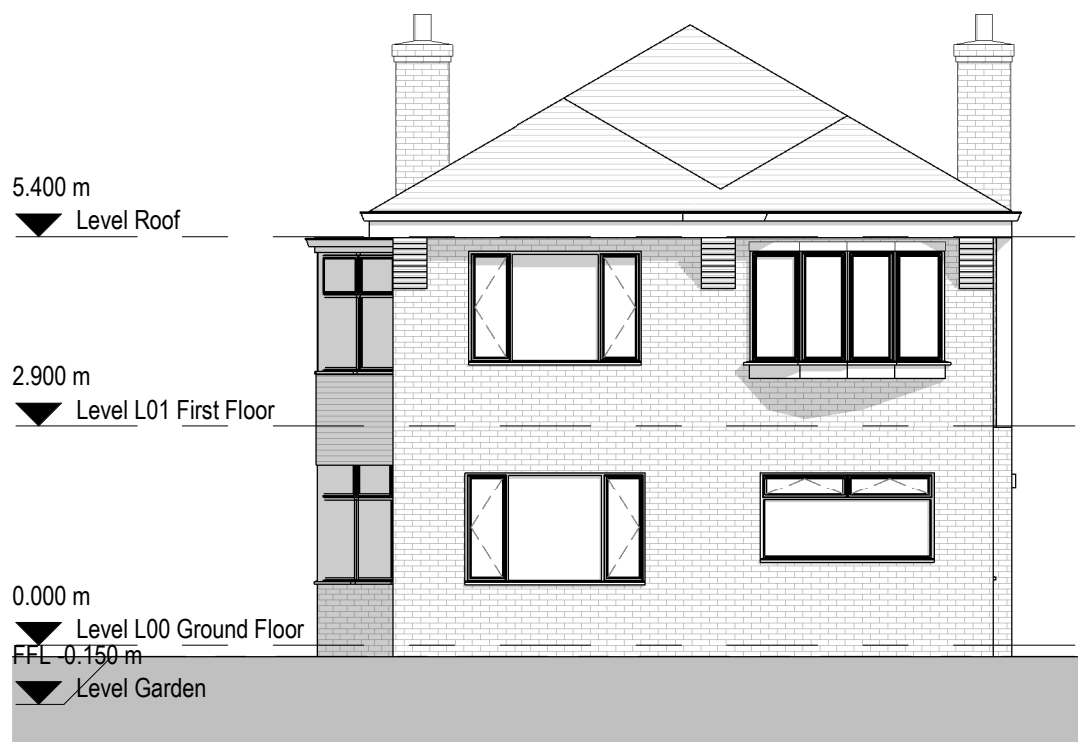 5.400 m
Level Roof
2.900 m
Level L01 First Floor
0.000 m
Level L00 Ground Floor
FFL -0.150 m
Level Garden